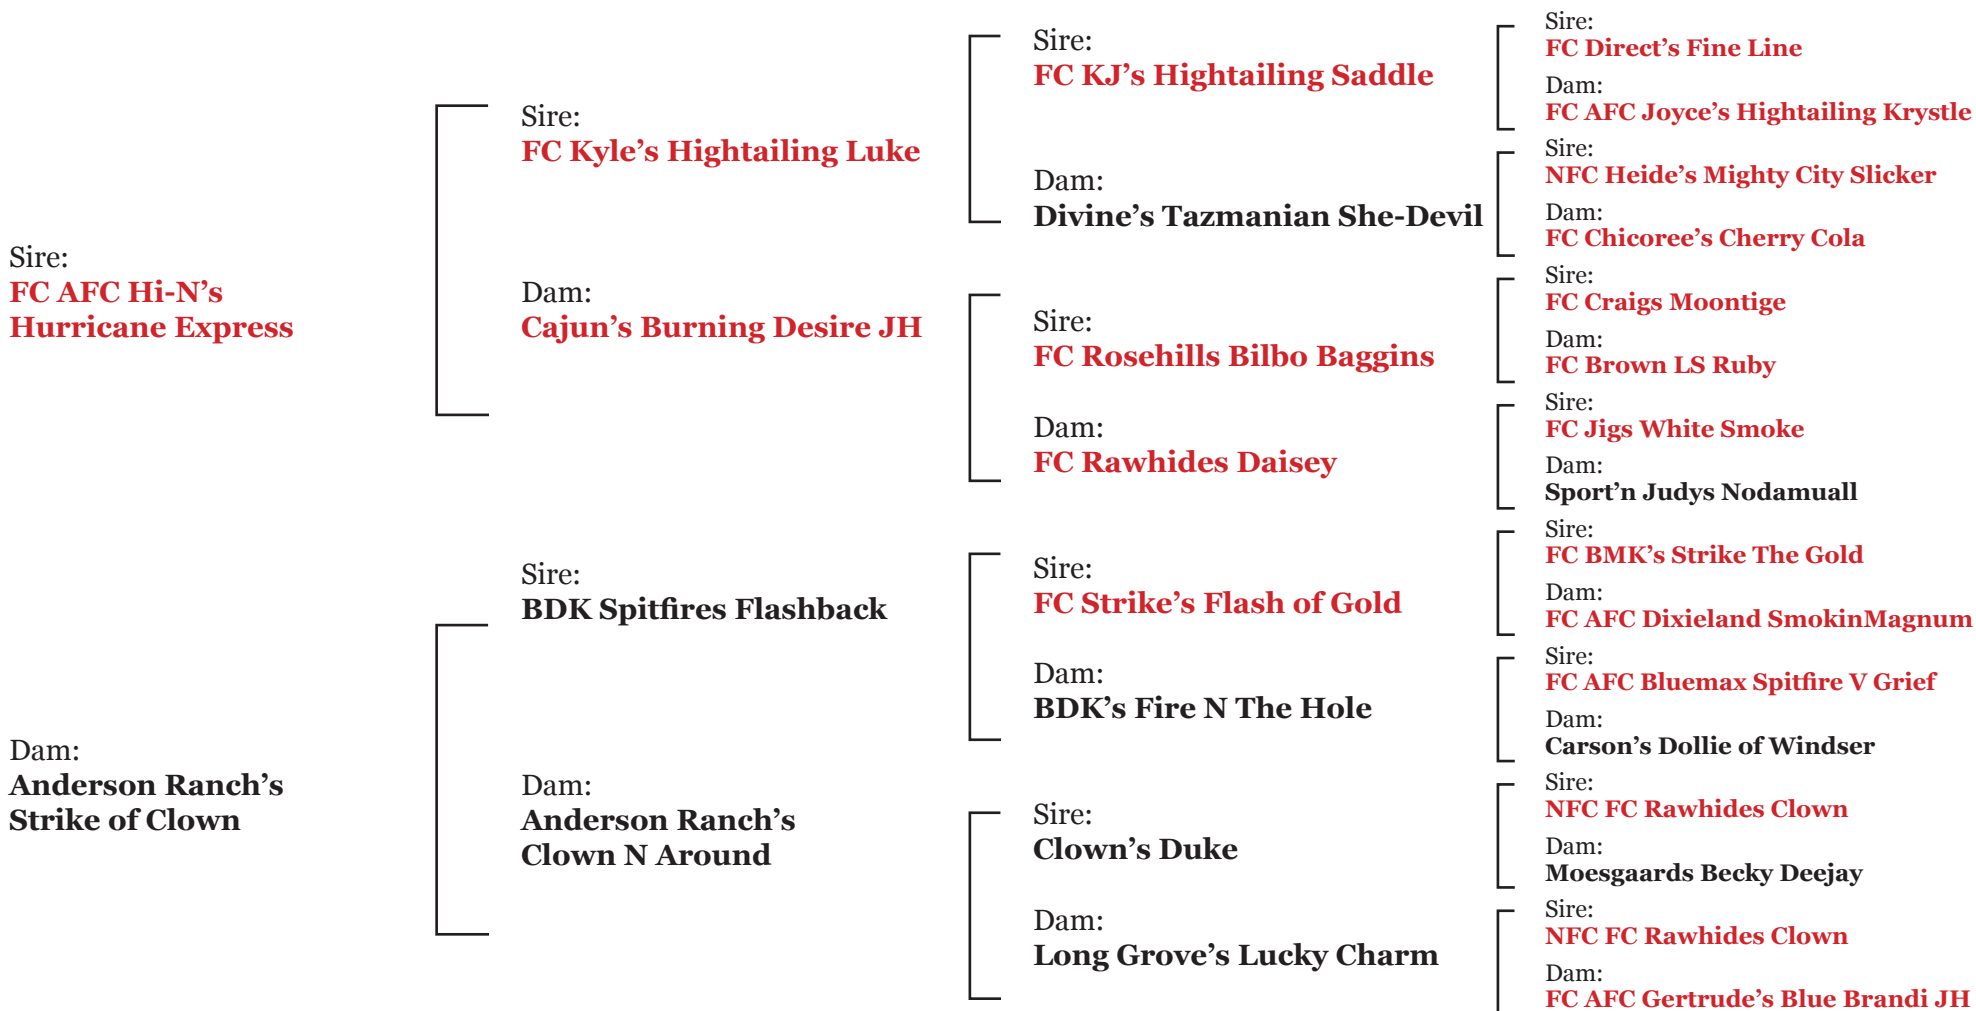 Sire:
FC AFC Hi-N’s
Hurricane Express
Dam:
Anderson Ranch’s
Strike of Clown
Sire:
FC Kyle’s Hightailing Luke
Dam:
Cajun’s Burning Desire JH
Sire:
BDK Spitfires Flashback
Dam:
Anderson Ranch’s
Clown N Around
Sire:
FC KJ’s Hightailing Saddle
Dam:
Divine’s Tazmanian She-Devil
Sire:
FC Rosehills Bilbo Baggins
Dam:
FC Rawhides Daisey
Sire:
FC Strike’s Flash of Gold
Dam:
BDK’s Fire N The Hole
Sire:
Clown’s Duke
Dam:
Long Grove’s Lucky Charm
Sire:
FC Direct’s Fine Line
Dam:
FC AFC Joyce’s Hightailing Krystle
Sire:
NFC Heide’s Mighty City Slicker
Dam:
FC Chicoree’s Cherry Cola
Sire:
FC Craigs Moontige
Dam:
FC Brown LS Ruby
Sire:
FC Jigs White Smoke
Dam:
Sport’n Judys Nodamuall
Sire:
FC BMK’s Strike The Gold
Dam:
FC AFC Dixieland SmokinMagnum
Sire:
FC AFC Bluemax Spitfire V Grief
Dam:
Carson’s Dollie of Windser
Sire:
NFC FC Rawhides Clown
Dam:
Moesgaards Becky Deejay
Sire:
NFC FC Rawhides Clown
Dam:
FC AFC Gertrude’s Blue Brandi JH